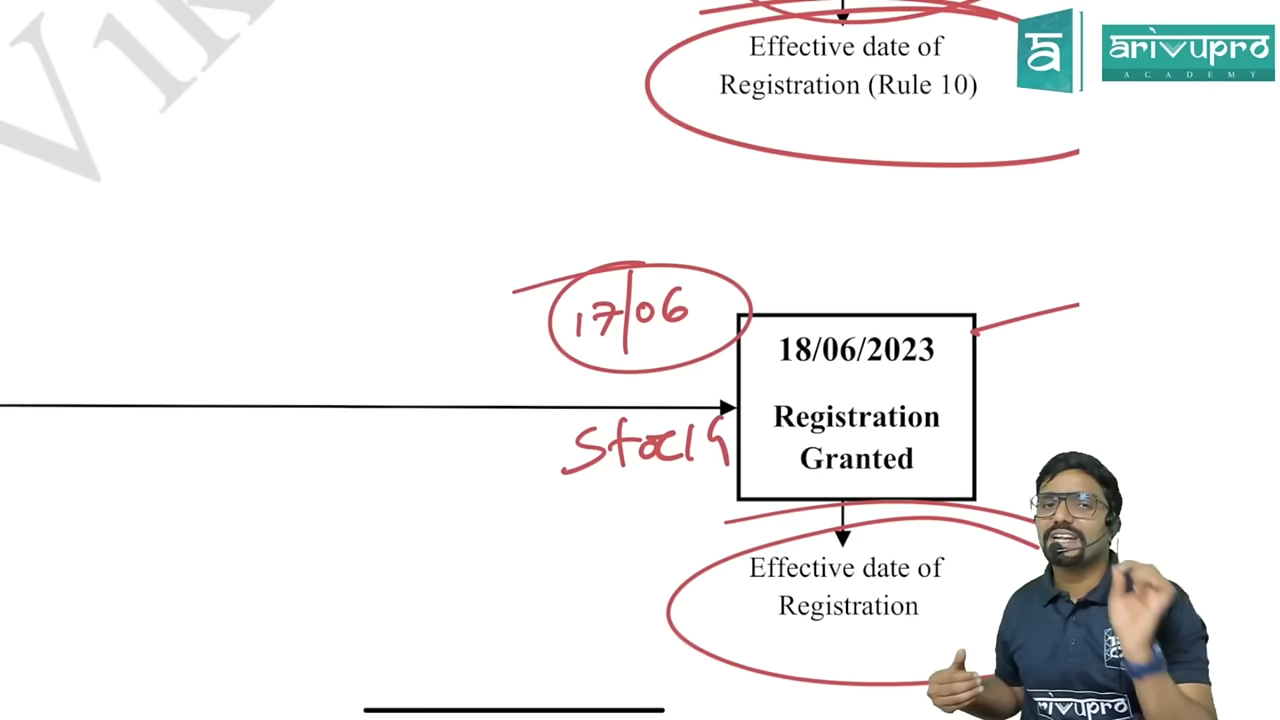 Effective date of
Registration (Rule 10)
arivupro
ACADEMY
17/06
18/06/2023
Registration
Granted
Stock
Effective date of
Registration
arivupro